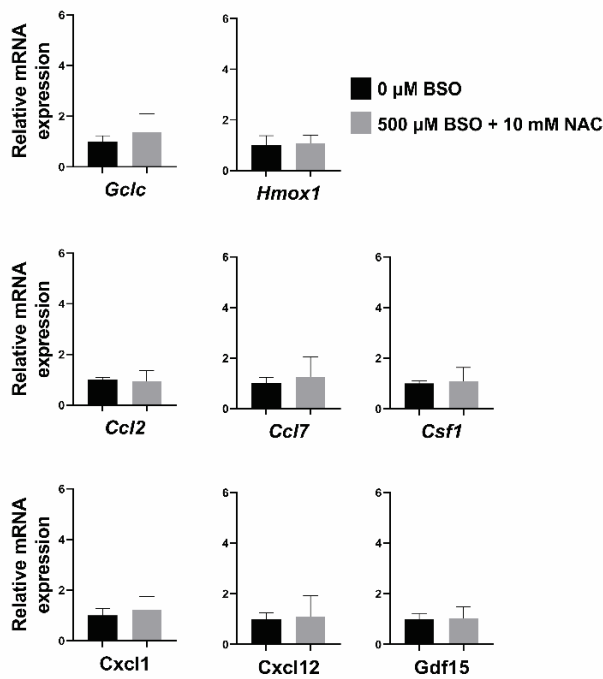 Relative mRNA
expression
6
4
2
0
Gclc
6
4
2
0
Hmox1
0 µM BSO
500 µM BSO + 10 mM NAC
Relative mRNA
expression
6
4
2
0
Ccl2
6
4
2
0
Ccl7
6
4
2
0
Csf1
Relative mRNA
expression
6
4
2
0
Cxcl1
6
4
2
0
Cxcl12
6
4
2
0
Gdf15